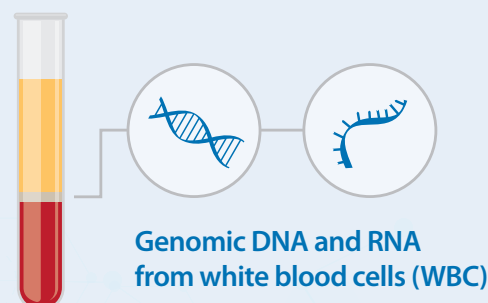 Genomic DNA and RNA
from white blood cells (WBC)